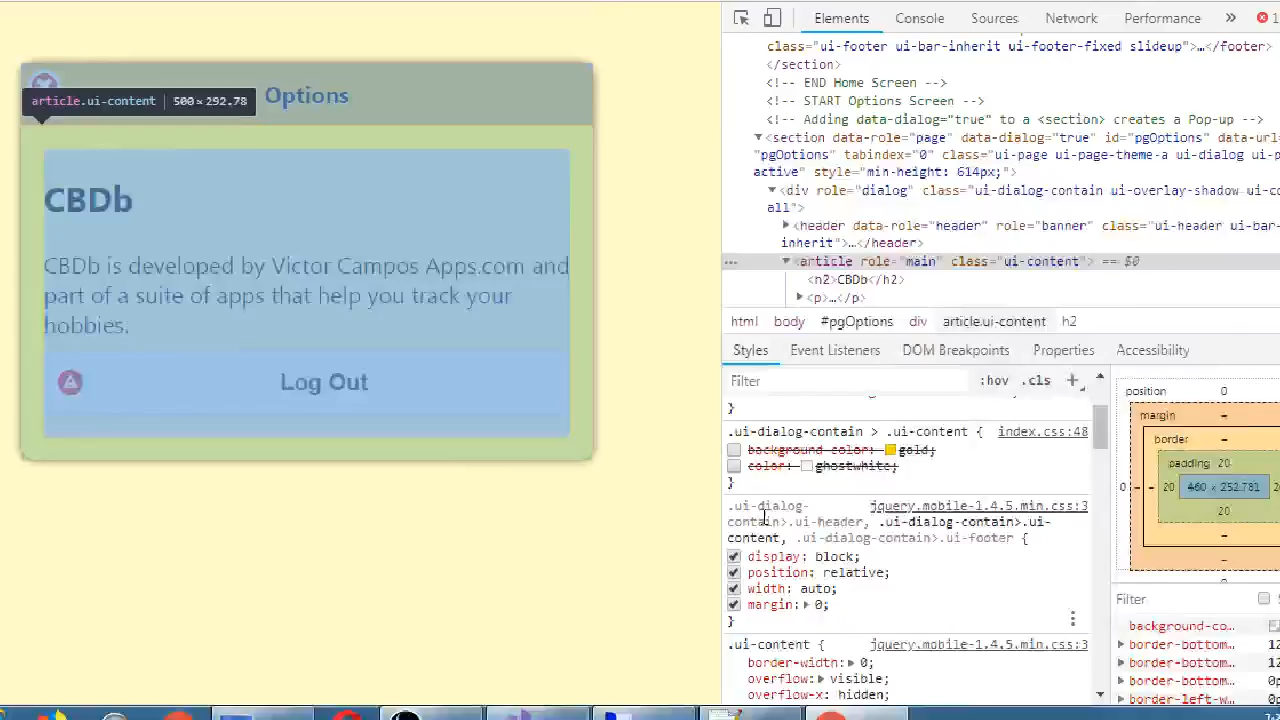 Elements Console Sources Network Performance » 1
class="ui-footer ui-bar-inherit ui-footer-fixed slideup">…</footer>
</section>
<!-- END Home Screen -->
<!-- START Options Screen -->
<!-- Adding data-dialog="true" to a <section> creates a Pop-up -->
▼<section data-role="page" data-dialog="true" id="pgOptions" data-url=
"pgOptions" tabindex="0" class="ui-page ui-page-theme-a ui-dialog ui-p
active" style="min-height: 614px;">
▼<div role="dialog" class="ui-dialog-contain ui-overlay-shadow ui-co
all">
▶<header data-role="header" role="banner" class="ui-header ui-bar-
inherit">…</header>
… ▼<article role="main" class="ui-content"> == $0
<h2>CBDb</h2>
▶<p>…</p>
html body #pgOptions div article.ui-content h2
Styles Event Listeners DOM Breakpoints Properties Accessibility
Filter :hov .cls +
}
.ui-dialog-contain > .ui-content { index.css:48
background-color: gold;
color: ghostwhite;
}
.ui-dialog- jquery.mobile-1.4.5.min.css:3
contain>.ui-header, .ui-dialog-contain>.ui-
content, .ui-dialog-contain>.ui-footer {
display: block;
position: relative;
width: auto;
margin:▶ 0;
}
.ui-content { jquery.mobile-1.4.5.min.css:3
border-width:▶ 0;
overflow:▶ visible;
overflow-x: hidden;
position 0
margin –
border –
padding 20
0 – – 20 460 × 252.781 20
20
–
–
Filter
background-co…
▶ border-bottom… 12
▶ border-bottom… 12
▶ border-bottom… 0p
▶ border-left-w… 0p
Options
article.ui-content | 500 × 292.78
CBDb
CBDb is developed by Victor Campos Apps.com and
part of a suite of apps that help you track your
hobbies.
Log Out